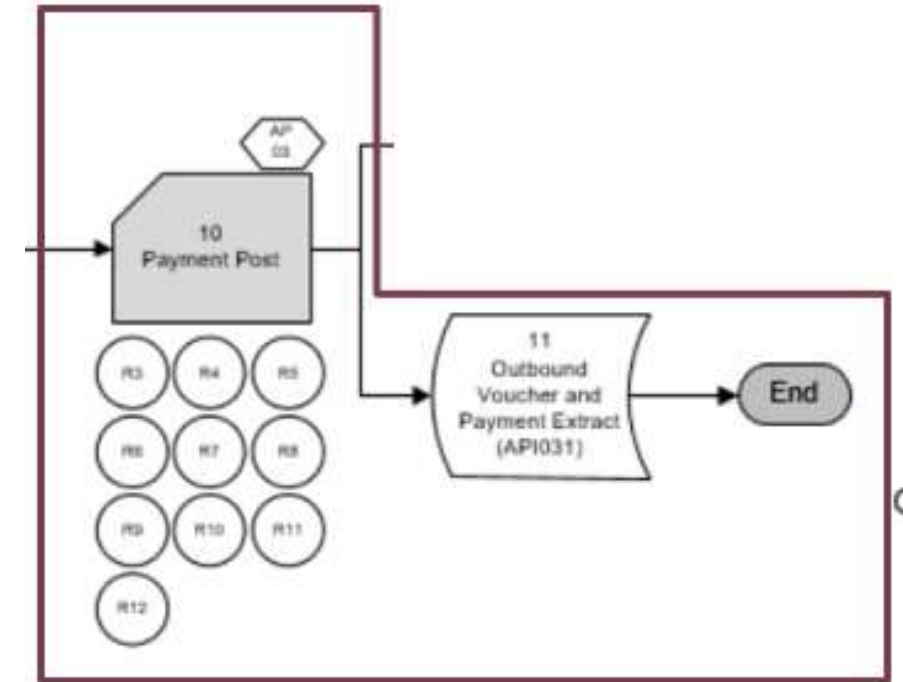 AP
03
10
Payment Post
R3
R4
R5
R6
R7
R8
R9
R10
R11
R12
11
Outbound
Voucher and
Payment Extract
(API031)
End